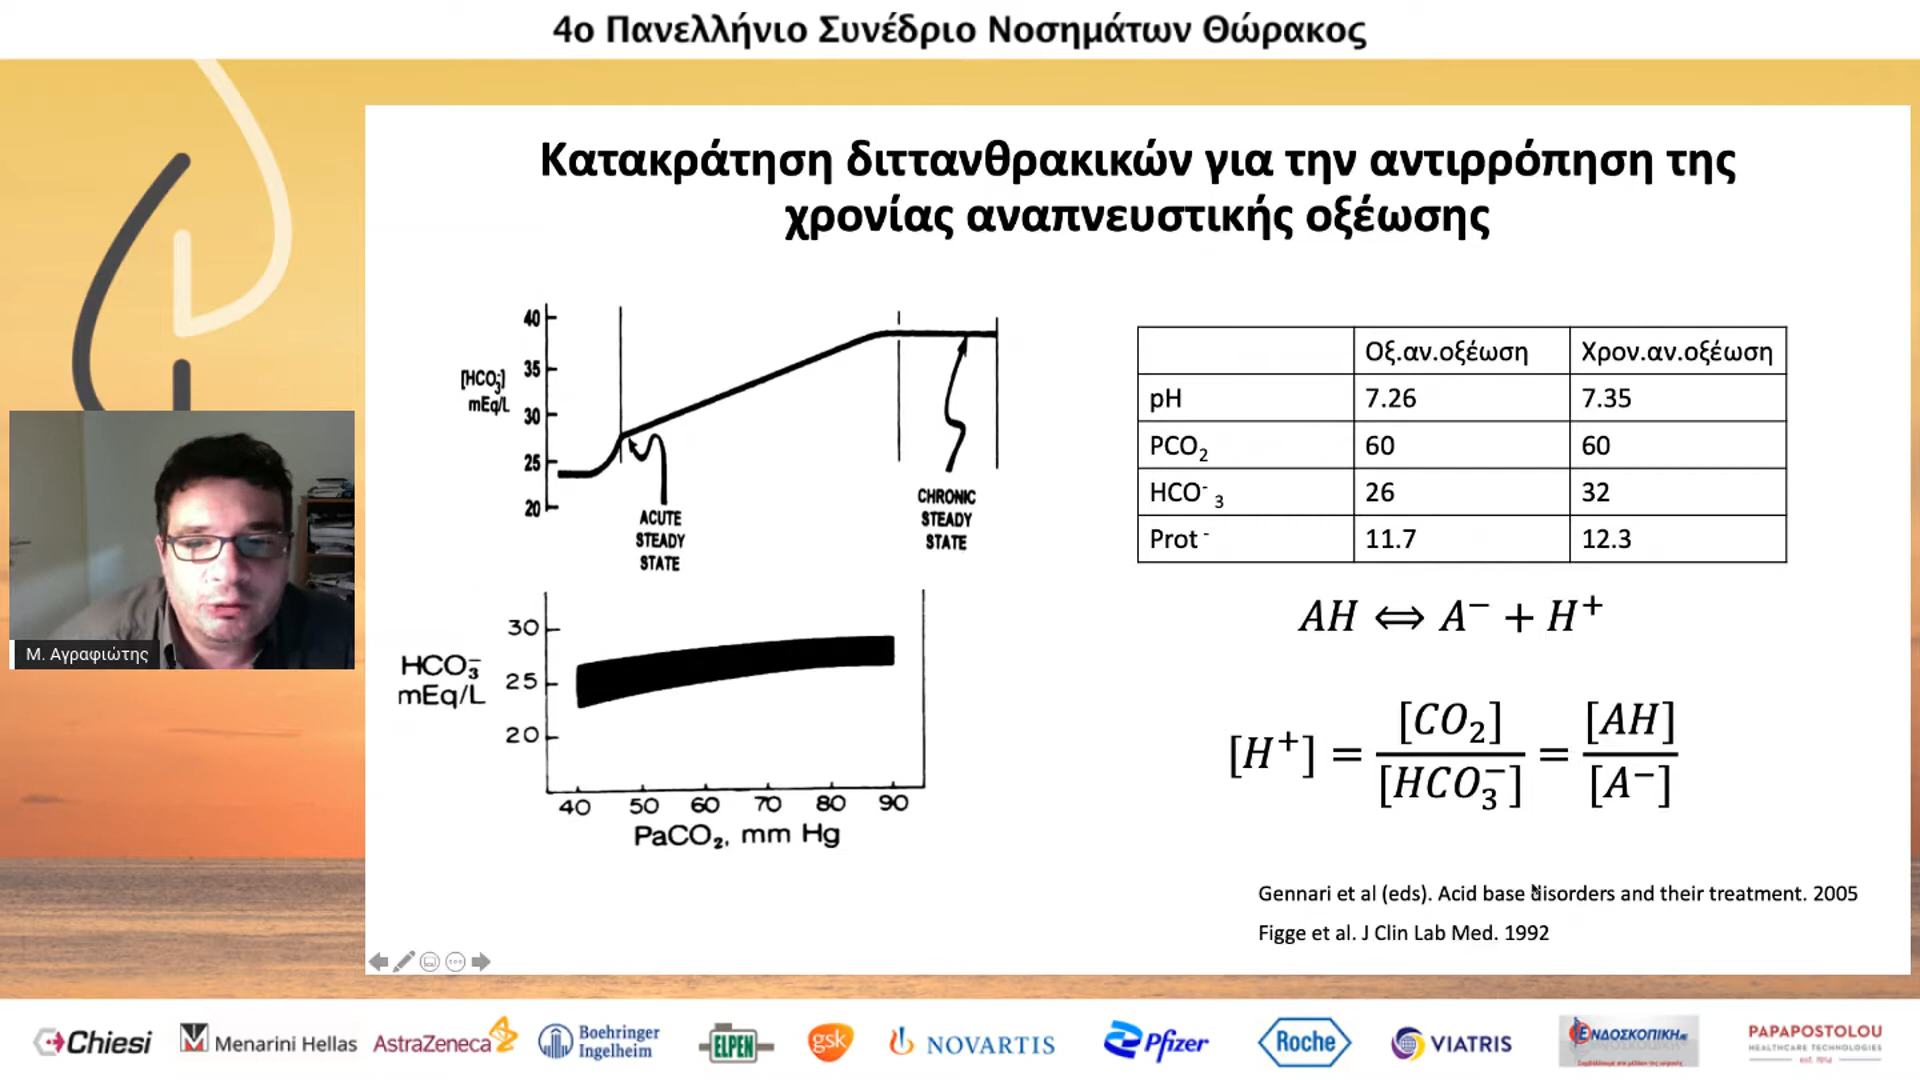 4ο Πανελλήνιο Συνέδριο Νοσημάτων Θώρακος
Κατακράτηση διττανθρακικών για την αντιρρόπηση της
χρονίας αναπνευστικής οξέωσης
40
35
30
25
20
[HCO₃⁻]
mEq/L
ACUTE
STEADY
STATE
CHRONIC
STEADY
STATE
30
25
20
HCO₃⁻
mEq/L
40 50 60 70 80 90
PaCO₂, mm Hg
Οξ.αν.οξέωση Χρον.αν.οξέωση
pH 7.26 7.35
PCO₂ 60 60
HCO⁻₃ 26 32
Prot⁻ 11.7 12.3
AH ⇔ A⁻ + H⁺
[H⁺] = [CO₂]/[HCO₃⁻] = [AH]/[A⁻]
Gennari et al (eds). Acid base disorders and their treatment. 2005
Figge et al. J Clin Lab Med. 1992
Μ. Αγραφιώτης
Chiesi
Menarini Hellas
AstraZeneca
Boehringer
Ingelheim
ELPEN
gsk
NOVARTIS
Pfizer
Roche
VIATRIS
ΕΝΔΟΣΚΟΠΙΚΗ
PAPAPOSTOLOU
HEALTHCARE TECHNOLOGIES